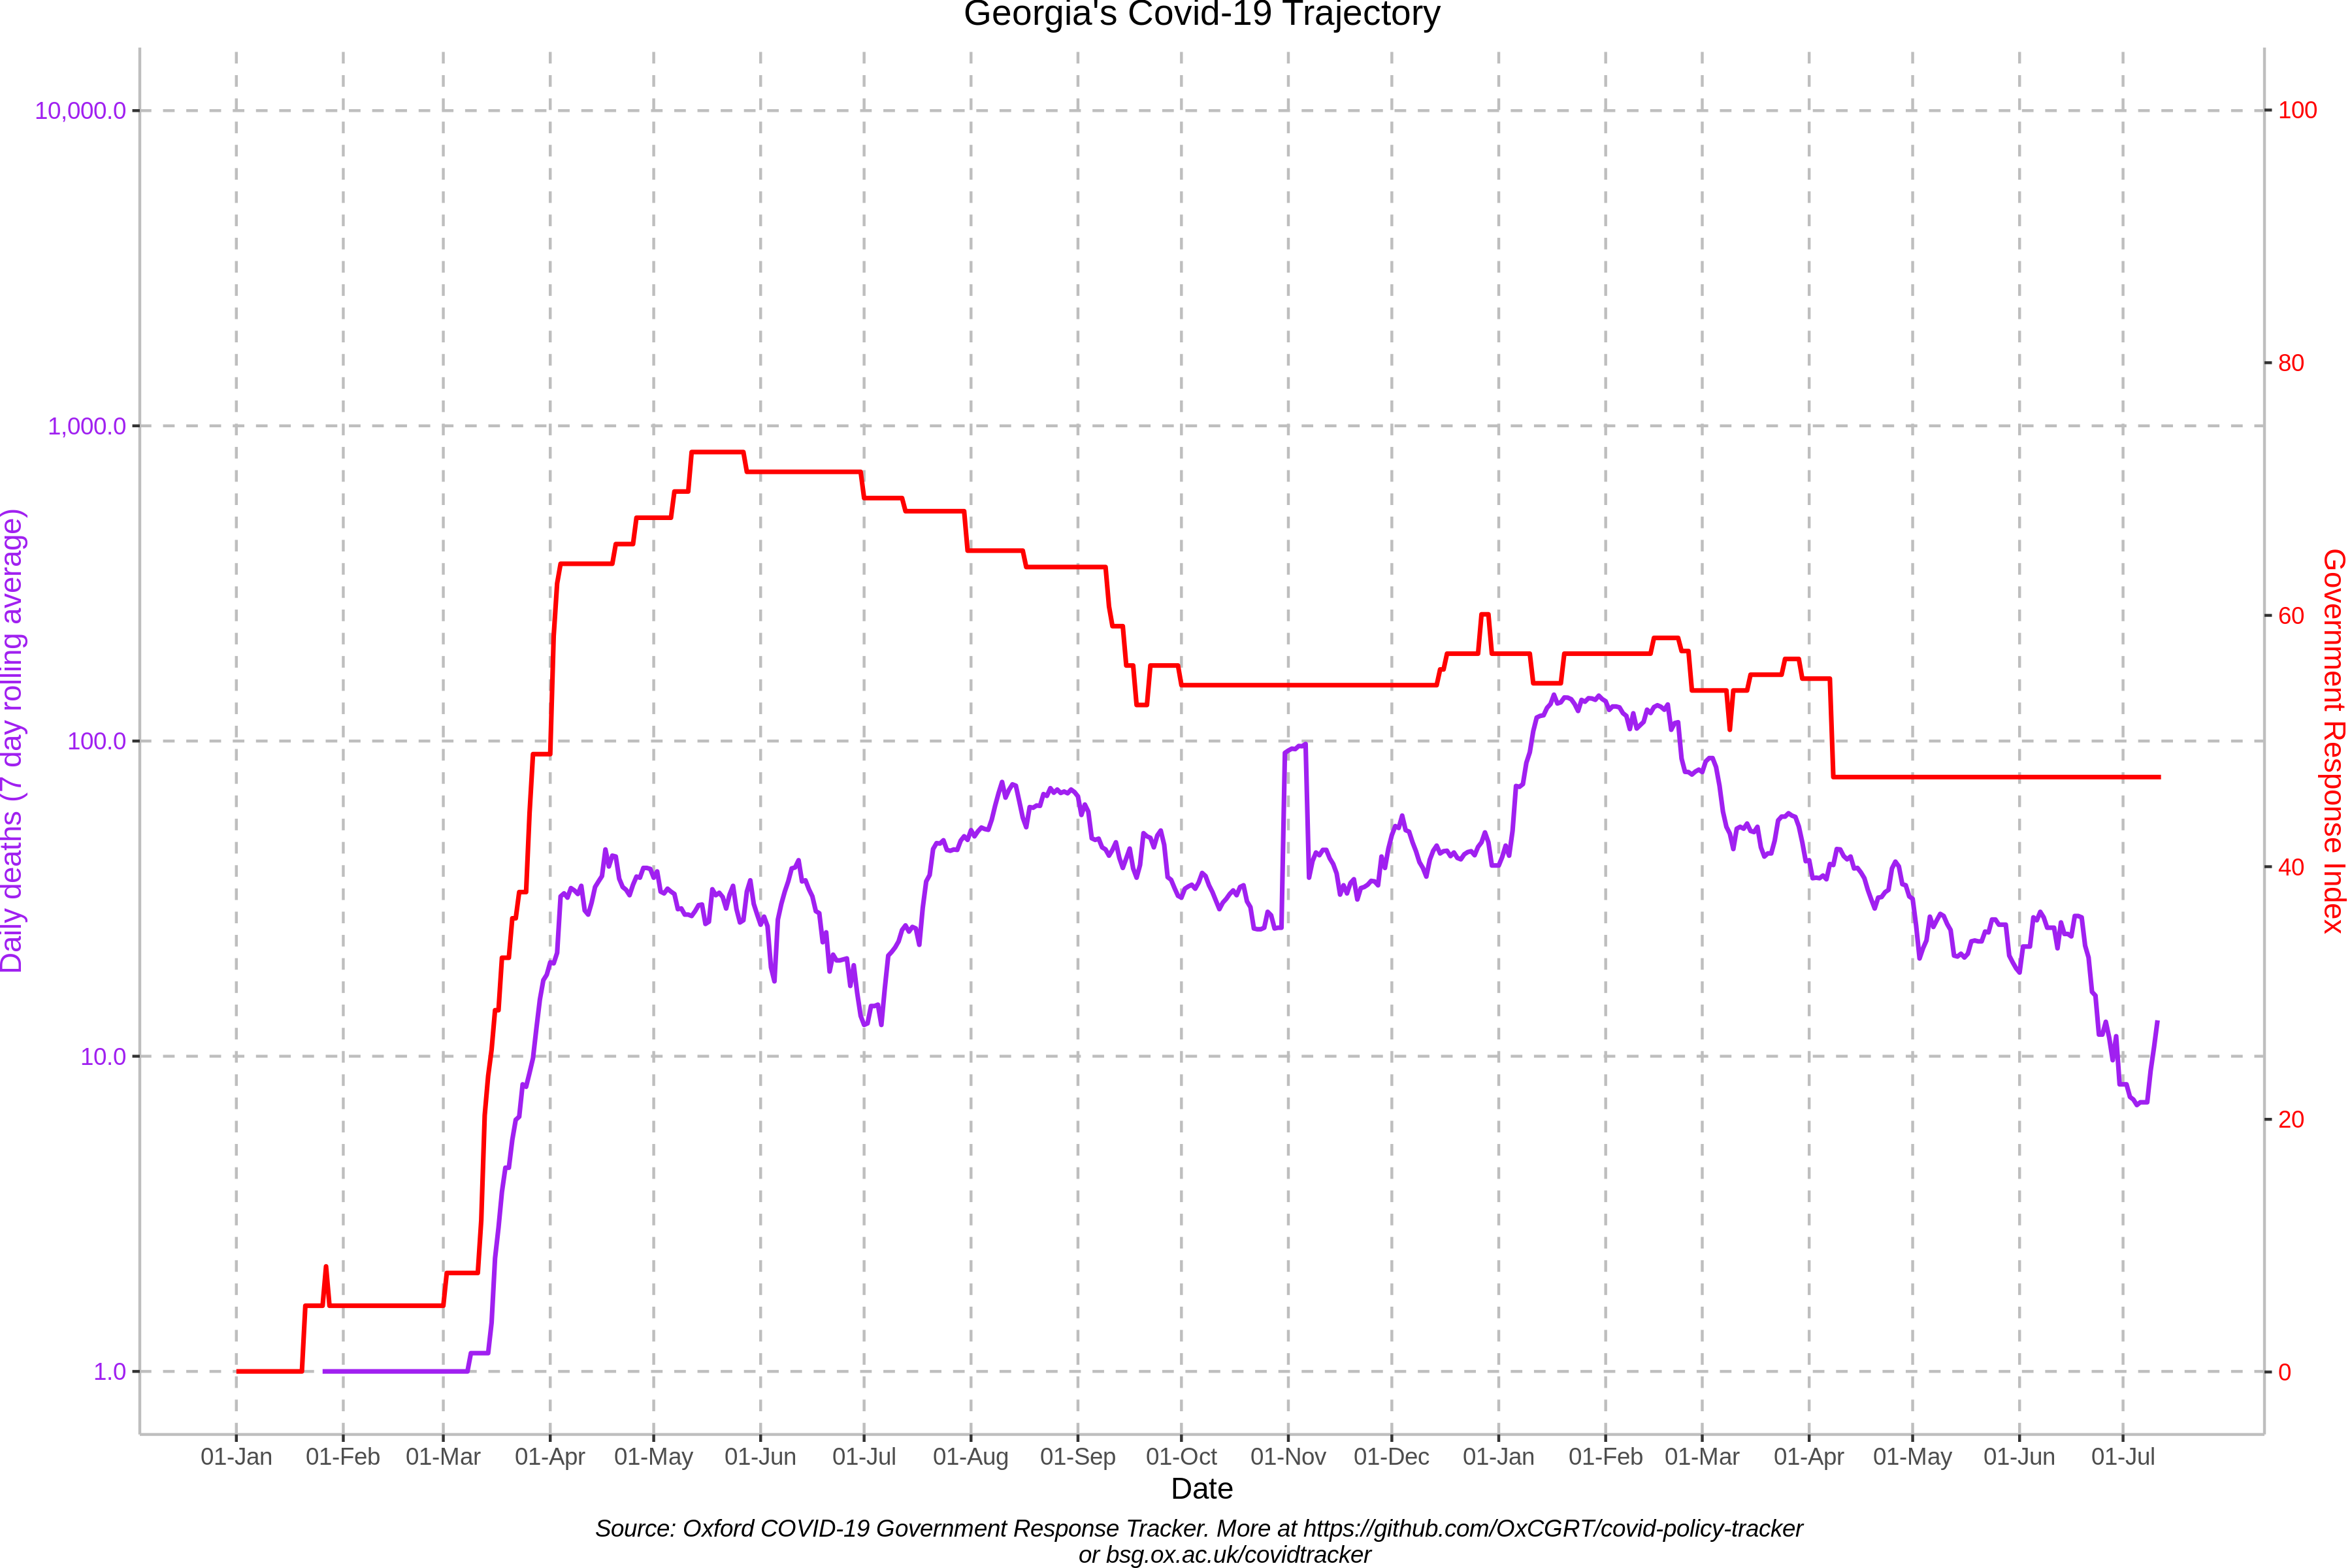 Georgia's Covid-19 Trajectory
10,000.0
1,000.0
100.0
10.0
1.0
Daily deaths (7 day rolling average)
100
80
60
40
20
0
Government Response Index
01-Jan 01-Feb 01-Mar 01-Apr 01-May 01-Jun 01-Jul 01-Aug 01-Sep 01-Oct 01-Nov 01-Dec 01-Jan 01-Feb 01-Mar 01-Apr 01-May 01-Jun 01-Jul
Date
Source: Oxford COVID-19 Government Response Tracker. More at https://github.com/OxCGRT/covid-policy-tracker
or bsg.ox.ac.uk/covidtracker